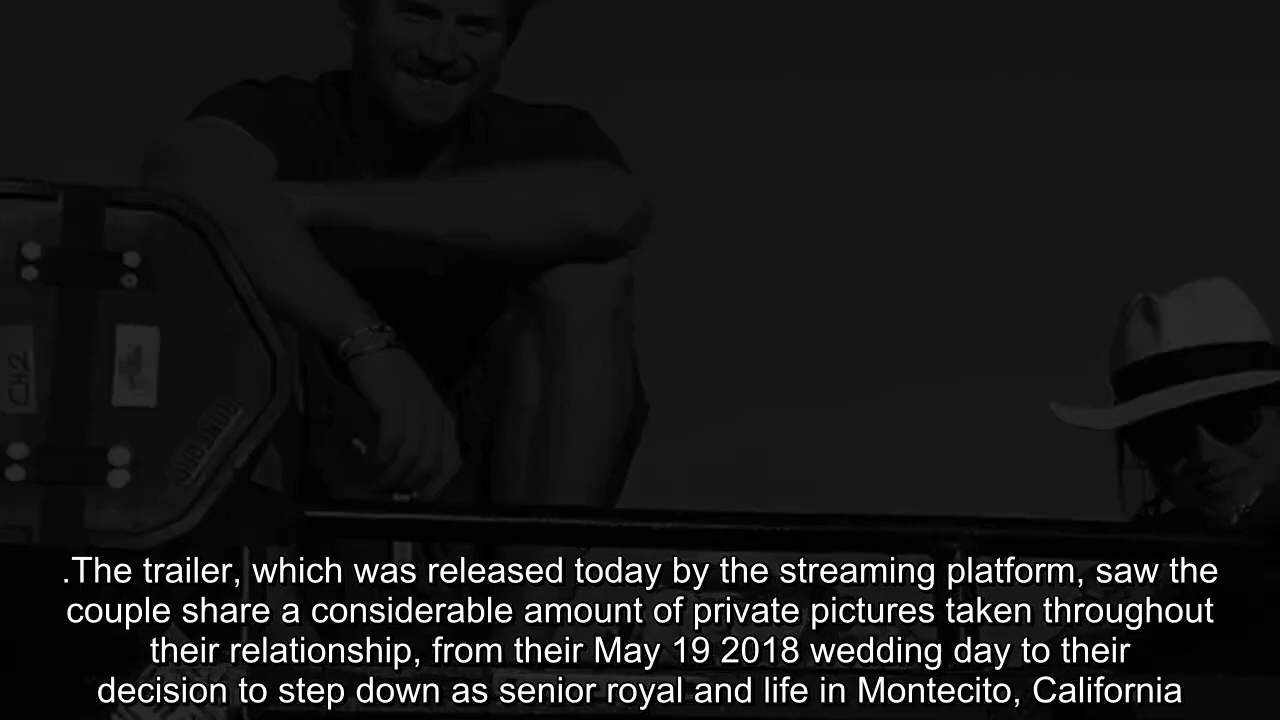 CH2
.The trailer, which was released today by the streaming platform, saw the
couple share a considerable amount of private pictures taken throughout
their relationship, from their May 19 2018 wedding day to their
decision to step down as senior royal and life in Montecito, California